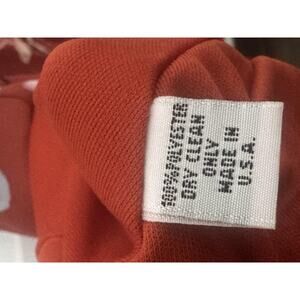 100%POLYESTER
DRY CLEAN
ONLY
MADE IN
U.S.A.